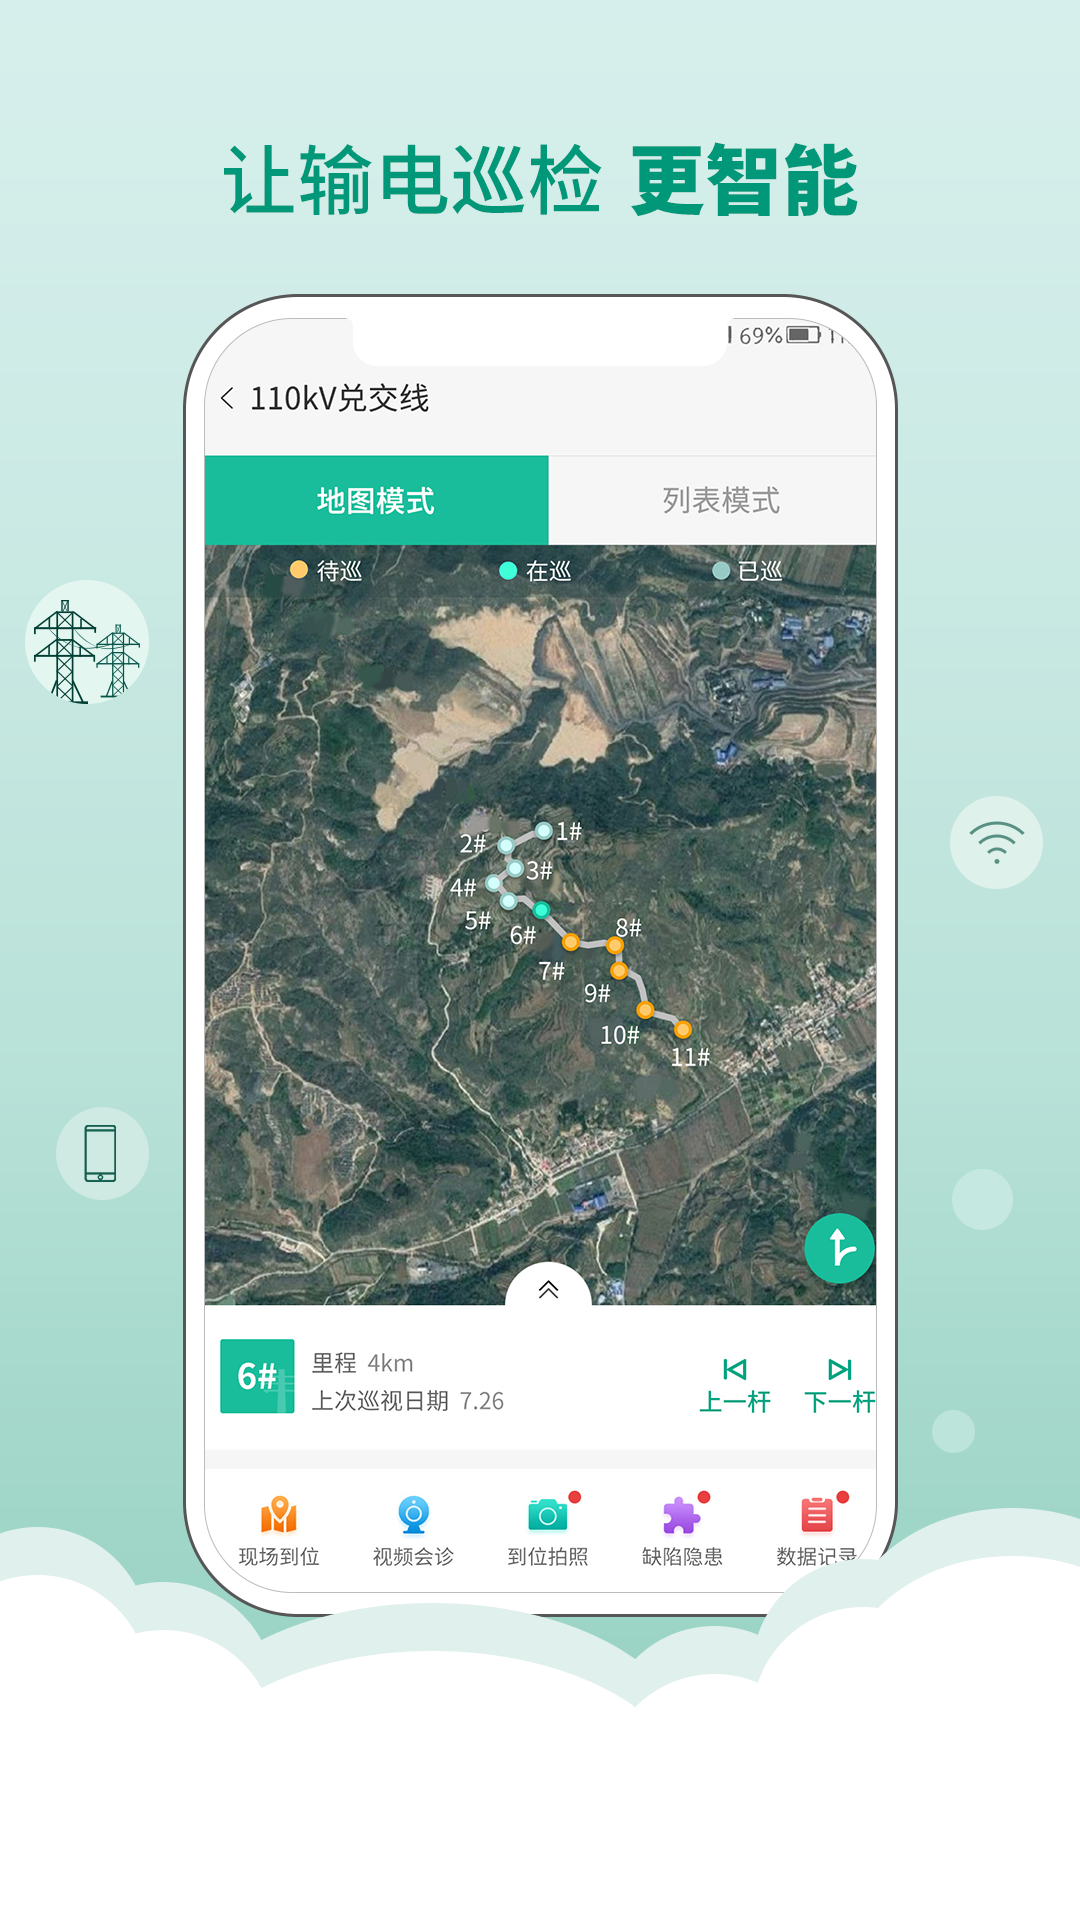 让输电巡检 更智能
69%
110kV兑交线
地图模式
列表模式
待巡
在巡
已巡
1#
2#
3#
4#
5#
6#
7#
8#
9#
10#
11#
6#
里程 4km
上次巡视日期 7.26
上一杆
下一杆
现场到位
视频会诊
到位拍照
缺陷隐患
数据记录